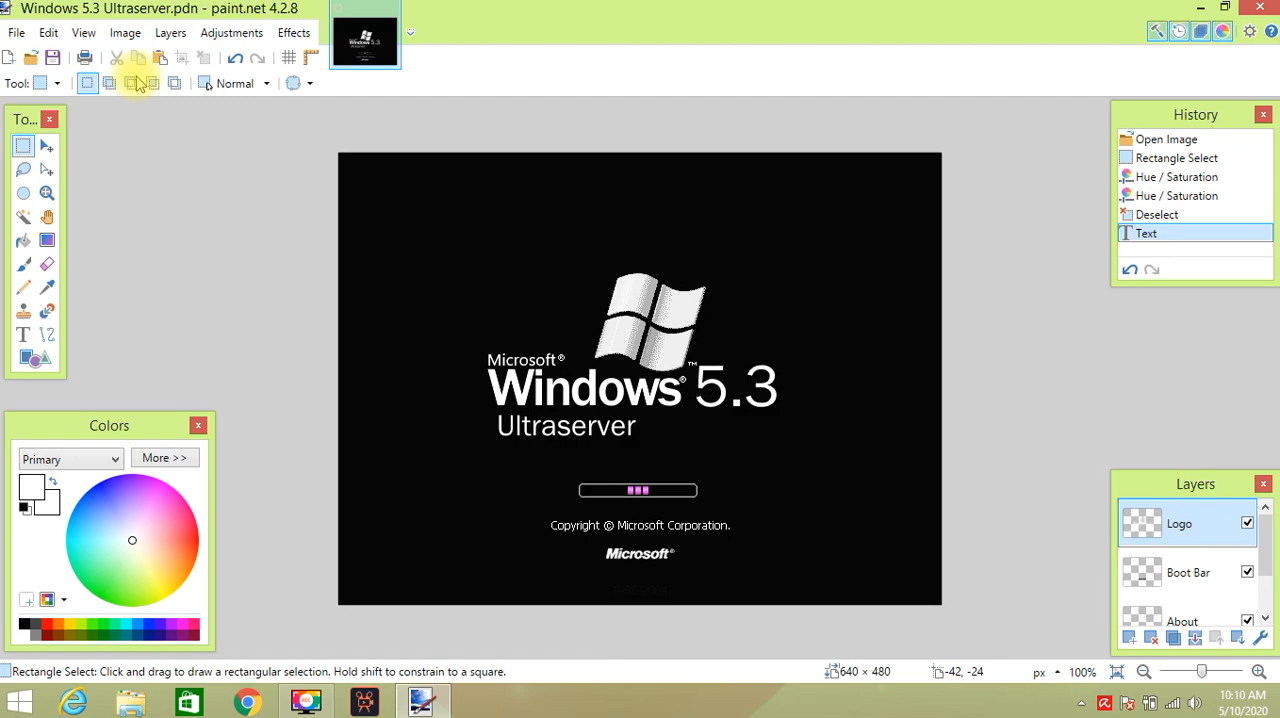 Windows 5.3 Ultraserver.pdn - paint.net 4.2.8
File Edit View Image Layers Adjustments Effects
Tool: Normal
To...
History
Open Image
Rectangle Select
Hue / Saturation
Hue / Saturation
Deselect
Text
Microsoft®
Windows® 5.3
Ultraserver
Copyright © Microsoft Corporation.
Microsoft®
Colors
Primary
More >>
Layers
Logo
Boot Bar
About
Rectangle Select: Click and drag to draw a rectangular selection. Hold shift to constrain to a square.
640 × 480
-42, -24
px
100%
10:10 AM
5/10/2020